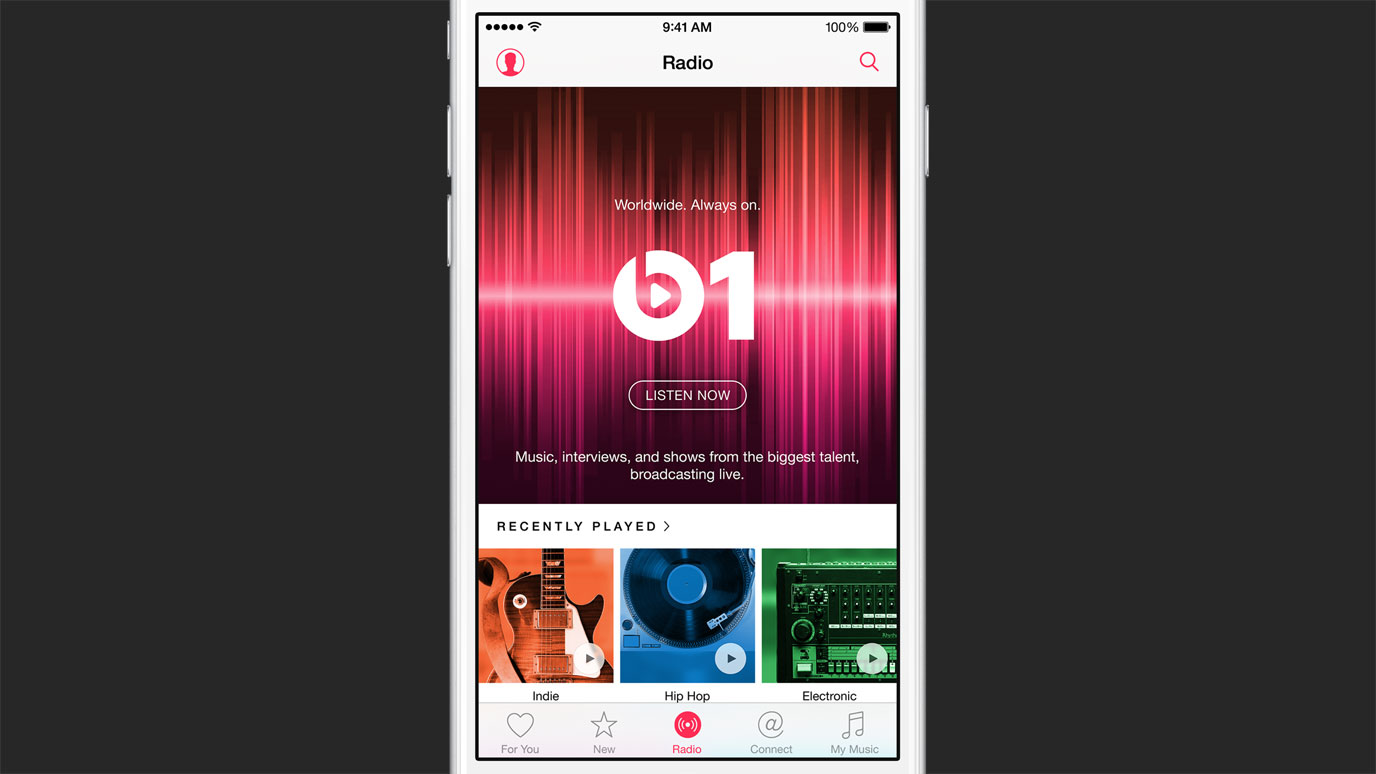 9:41 AM 100%
Radio
Worldwide. Always on.
b1
LISTEN NOW
Music, interviews, and shows from the biggest talent,
broadcasting live.
RECENTLY PLAYED >
Indie Hip Hop Electronic
For You New Radio Connect My Music